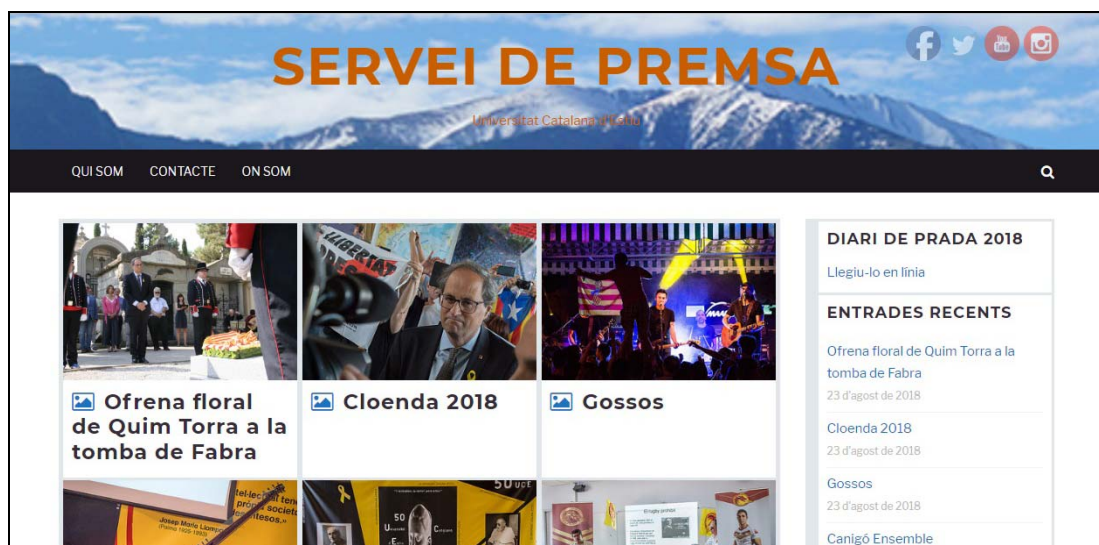 SERVEI DE PREMSA
Universitat Catalana d'Estiu
QUI SOM CONTACTE ON SOM
Ofrena floral
de Quim Torra a la
tomba de Fabra
Cloenda 2018
Gossos
DIARI DE PRADA 2018
Llegiu-lo en línia
ENTRADES RECENTS
Ofrena floral de Quim Torra a la
tomba de Fabra
23 d'agost de 2018
Cloenda 2018
23 d'agost de 2018
Gossos
23 d'agost de 2018
Canigó Ensemble
LLIBERTAT
50 UCE
50